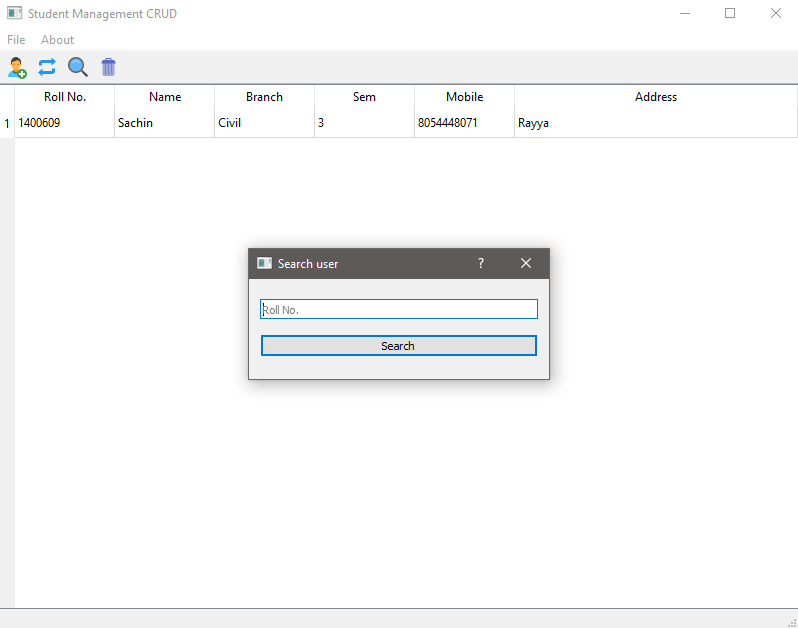 Student Management CRUD
File About
Roll No. Name Branch Sem Mobile Address
1 1400609 Sachin Civil 3 8054448071 Rayya
Search user ?
Roll No.
Search